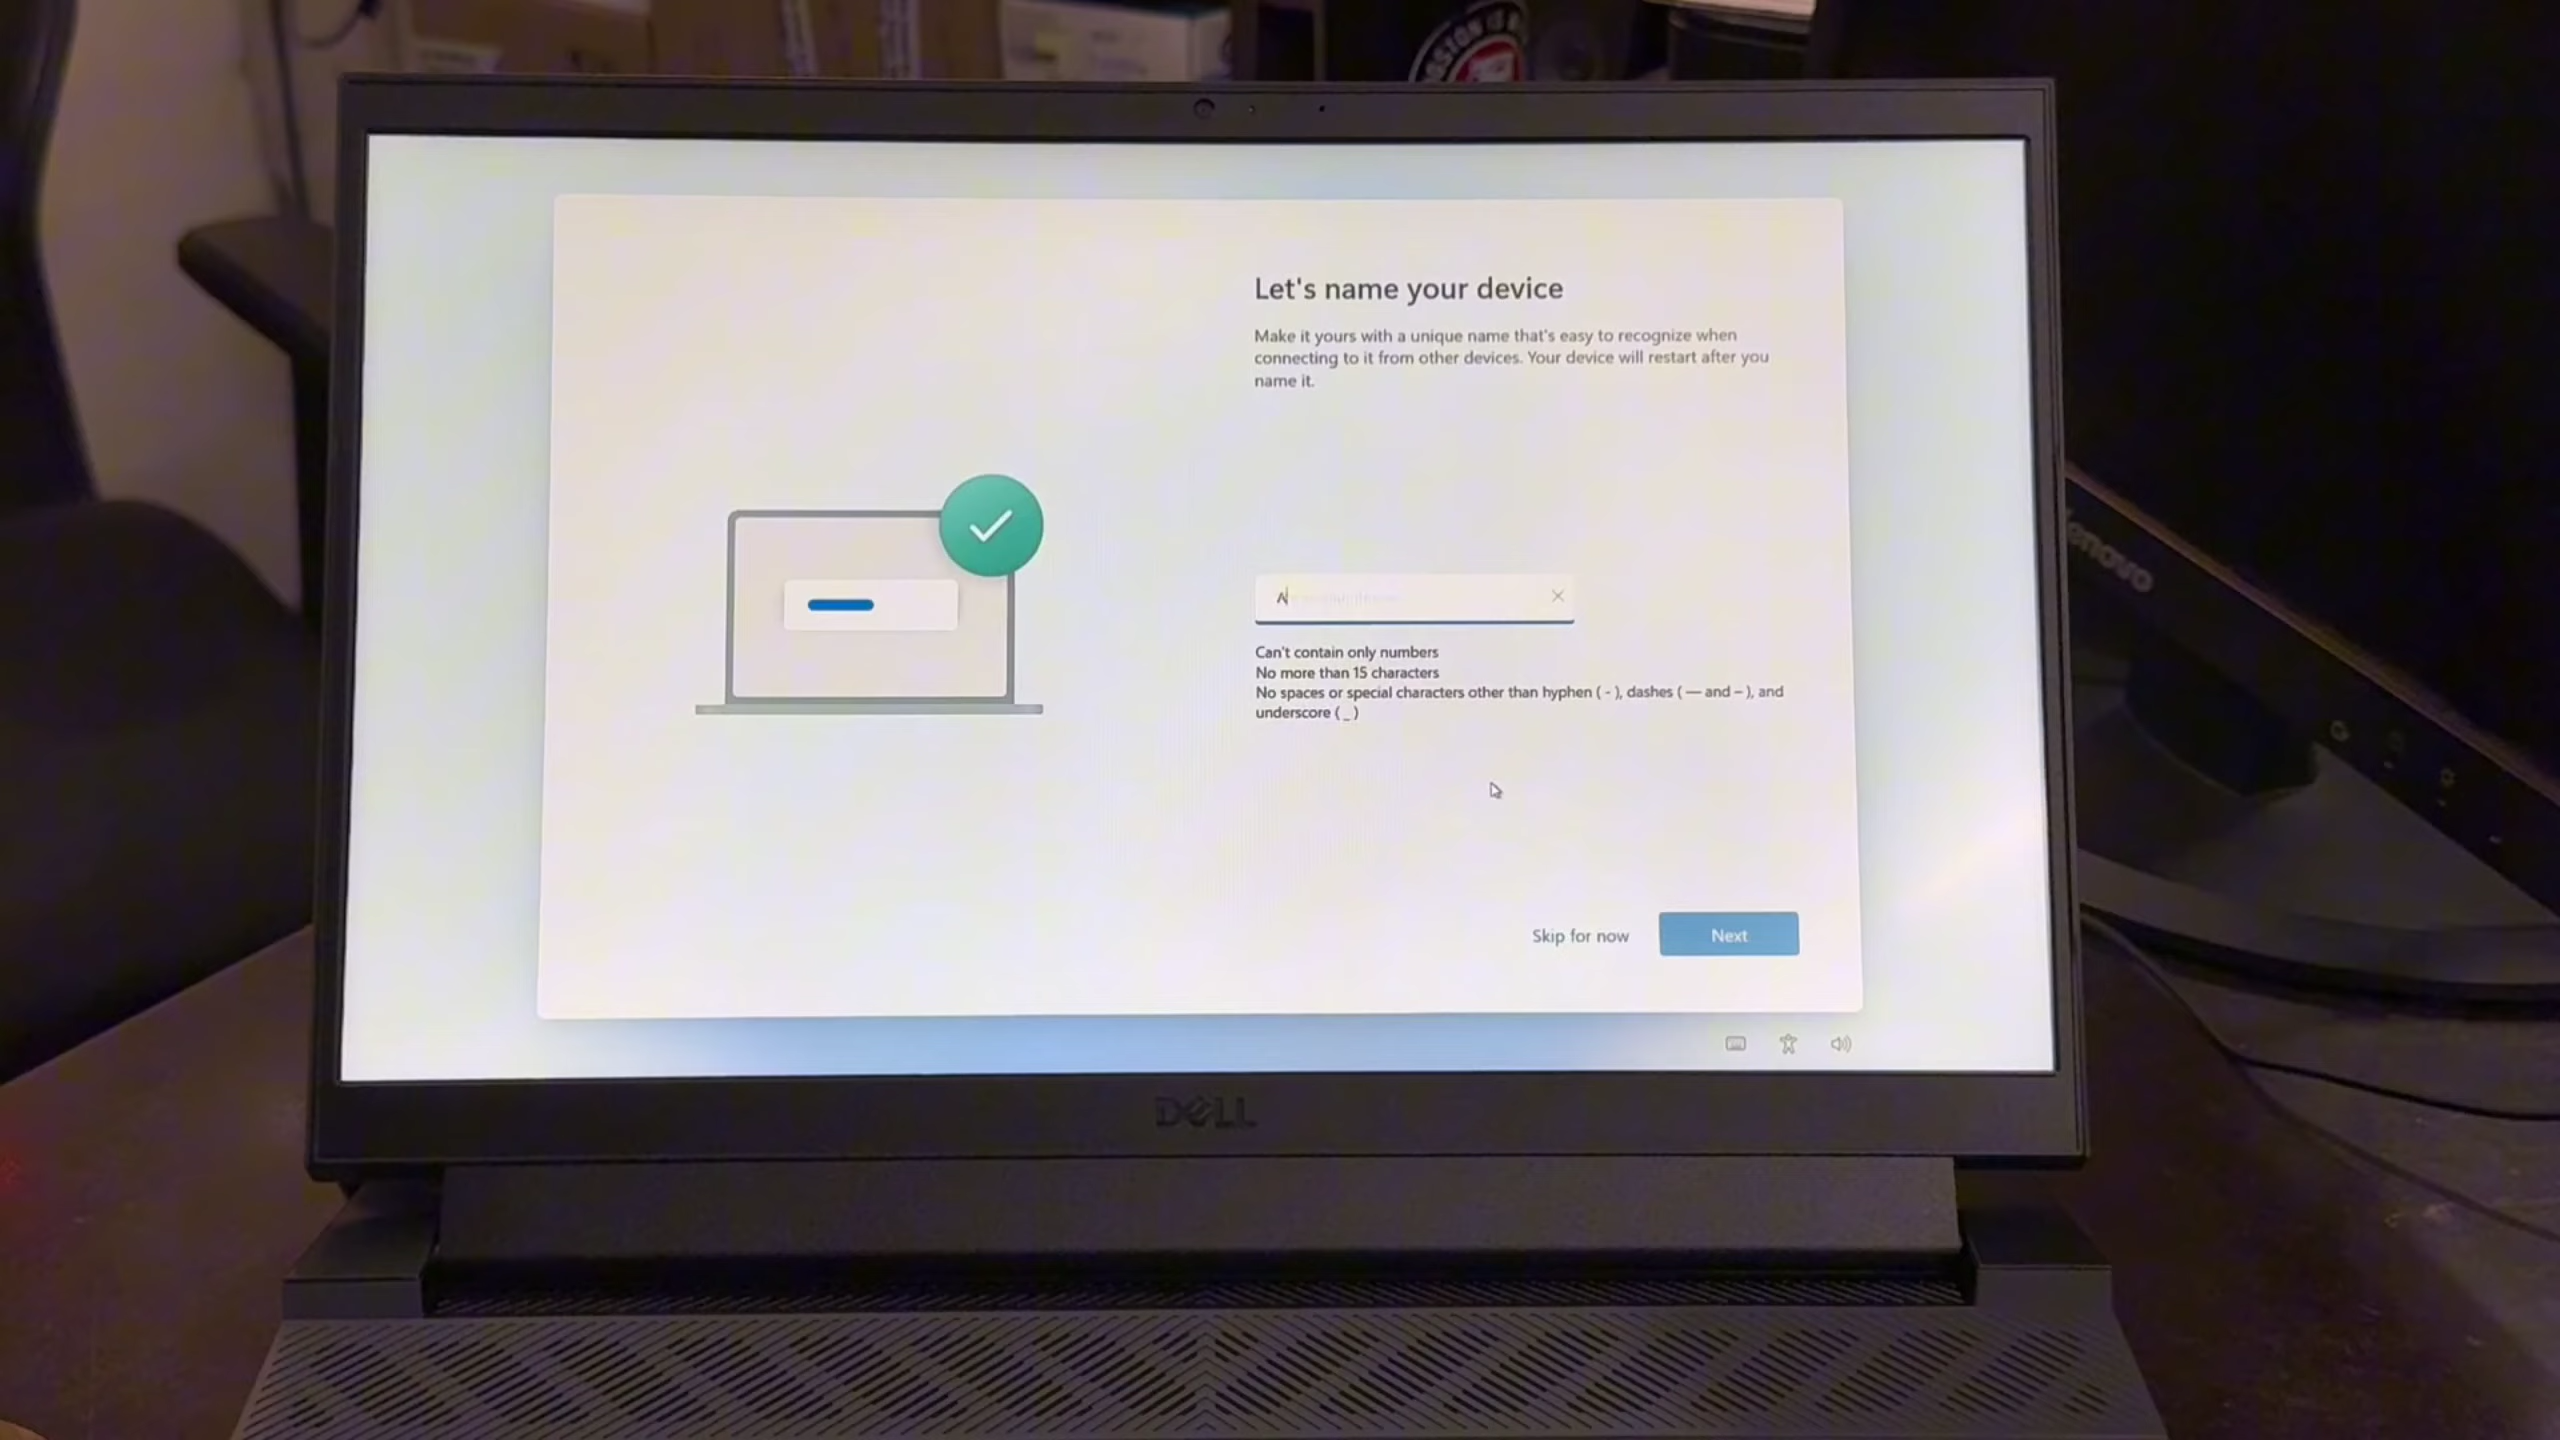 Let's name your device
Make it yours with a unique name that's easy to recognize when
connecting to it from other devices. Your device will restart after you
name it.
A
Can't contain only numbers
No more than 15 characters
No spaces or special characters other than hyphen ( - ), dashes ( — and – ), and
underscore ( _ )
Skip for now
Next
DELL
lenovo